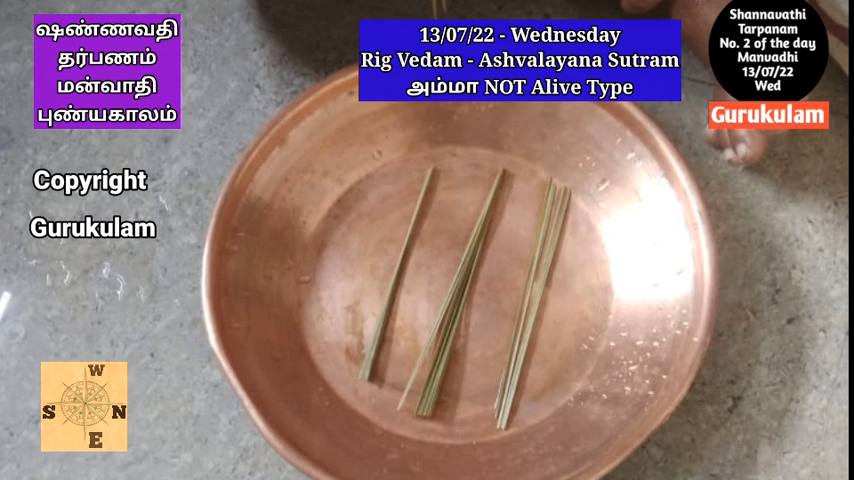 ஷண்ணவதி
தர்பணம்
மன்வாதி
புண்யகாலம்
13/07/22 - Wednesday
Rig Vedam - Ashvalayana Sutram
அம்மா NOT Alive Type
Shannavathi
Tarpanam
No. 2 of the day
Manvadhi
13/07/22
Wed
Gurukulam
Copyright
Gurukulam
W
S N
E